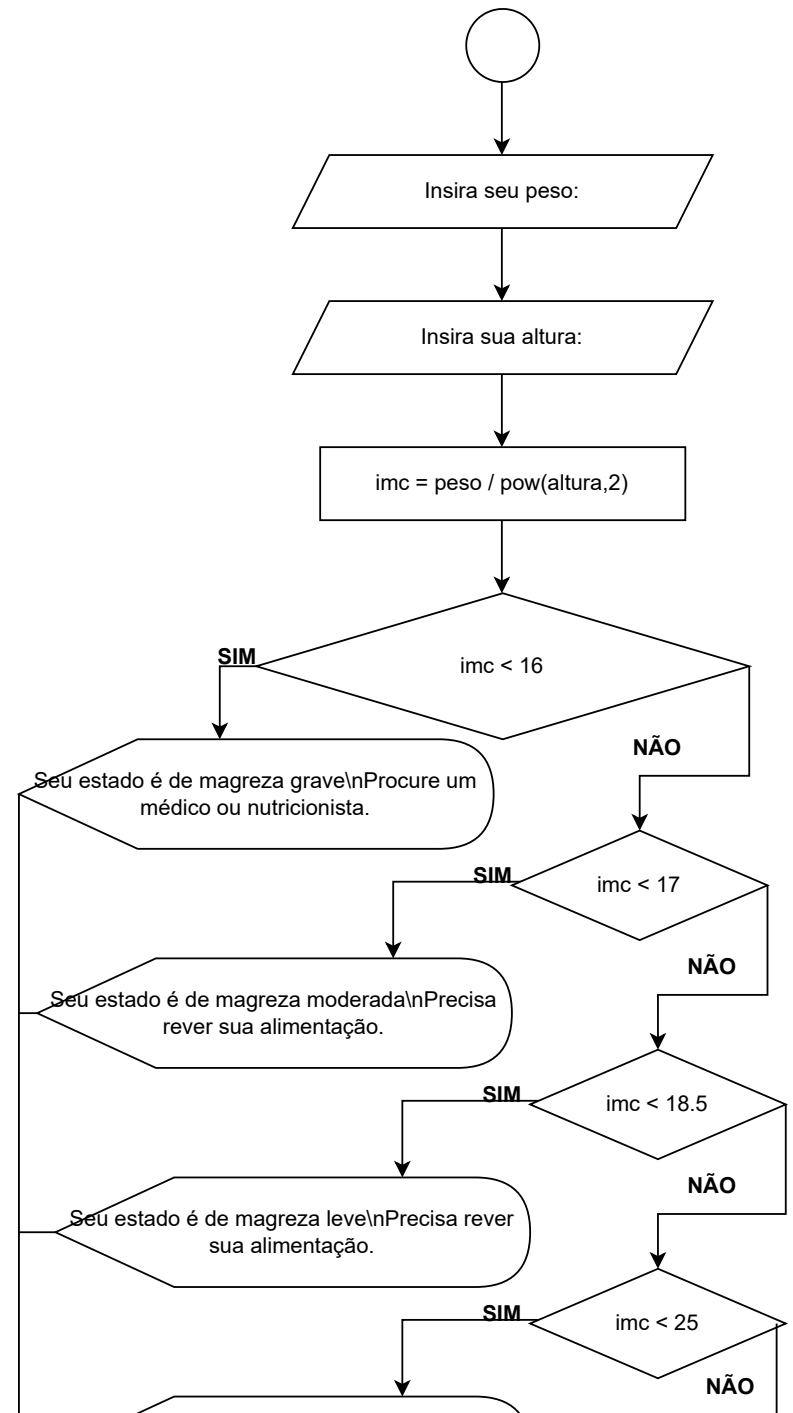 Insira seu peso:
Insira sua altura:
imc = peso / pow(altura,2)
imc < 16
SIM
NÃO
Seu estado é de magreza grave\nProcure um
médico ou nutricionista.
imc < 17
SIM
NÃO
Seu estado é de magreza moderada\nPrecisa
rever sua alimentação.
imc < 18.5
SIM
NÃO
Seu estado é de magreza leve\nPrecisa rever
sua alimentação.
imc < 25
SIM
NÃO